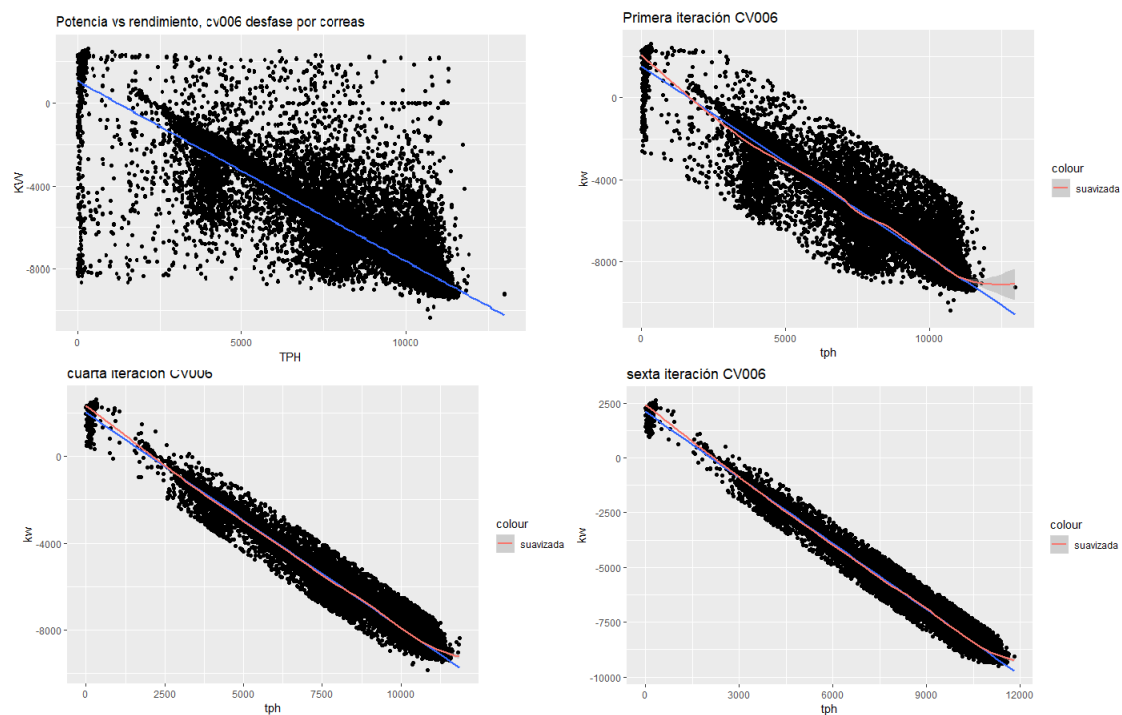 Potencia vs rendimiento, cv006 desfase por correas
0
-4000
-8000
KW
0
5000
10000
TPH
Primera iteración CV006
0
-4000
-8000
kw
0
5000
10000
tph
colour
suavizada
cuarta iteración CV006
0
-4000
-8000
kw
0
2500
5000
7500
10000
tph
colour
suavizada
sexta iteración CV006
2500
0
-2500
-5000
-7500
-10000
kw
0
3000
6000
9000
12000
tph
colour
suavizada